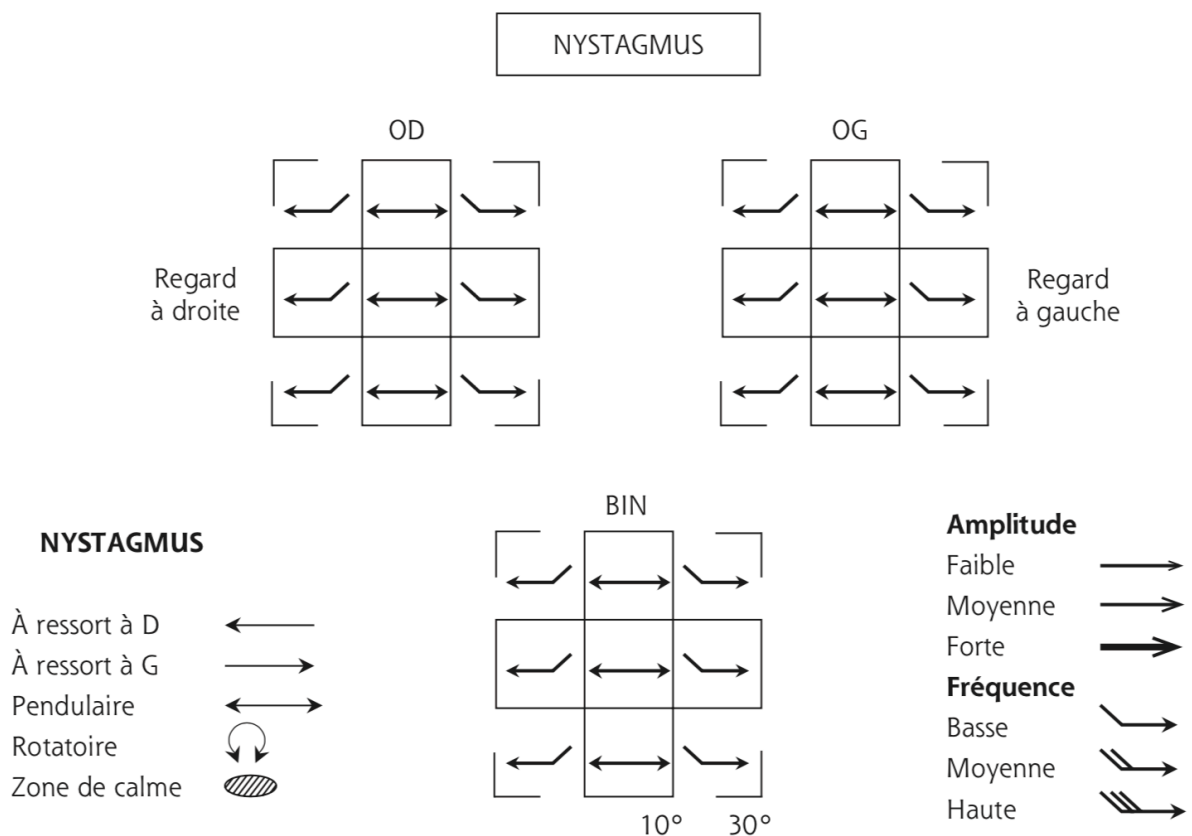 NYSTAGMUS
OD
OG
Regard
à droite
Regard
à gauche
BIN
10° 30°
NYSTAGMUS
À ressort à D
À ressort à G
Pendulaire
Rotatoire
Zone de calme
Amplitude
Faible
Moyenne
Forte
Fréquence
Basse
Moyenne
Haute